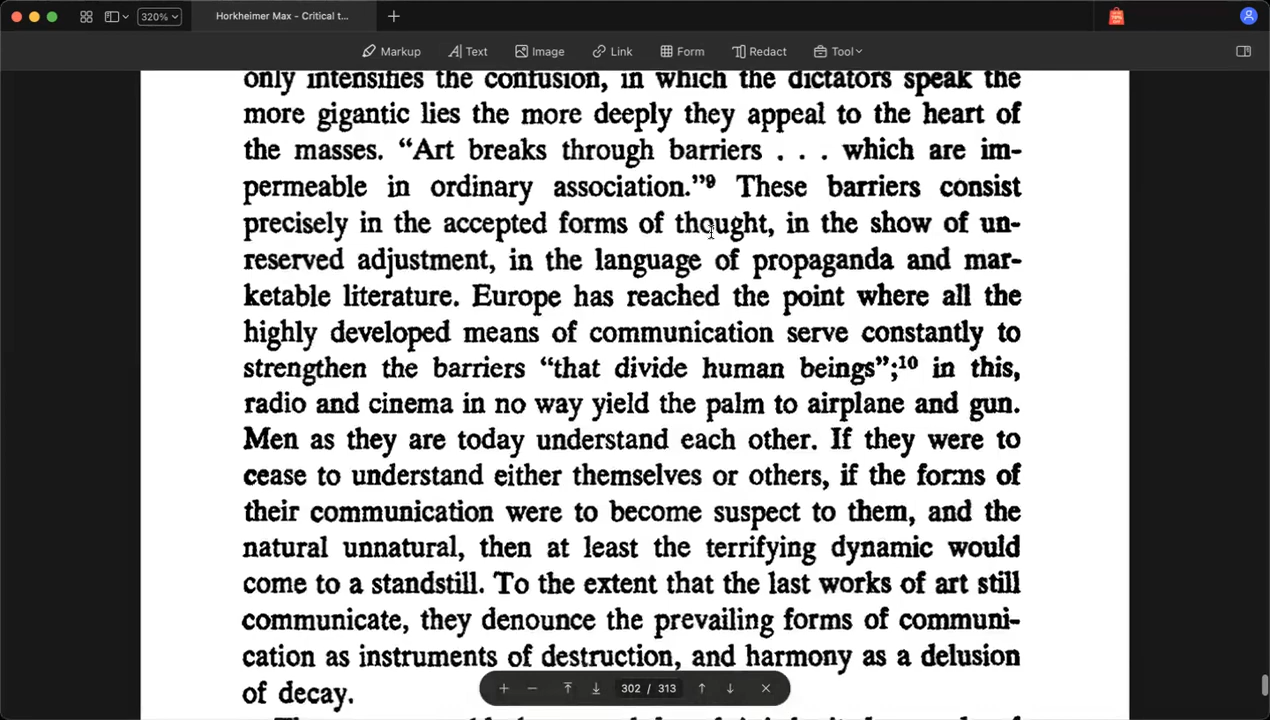 320%
Horkheimer Max - Critical t...
Markup
Text
Image
Link
Form
Redact
Tool
only intensifies the confusion, in which the dictators speak the
more gigantic lies the more deeply they appeal to the heart of
the masses. “Art breaks through barriers . . . which are im-
permeable in ordinary association.”⁹ These barriers consist
precisely in the accepted forms of thought, in the show of un-
reserved adjustment, in the language of propaganda and mar-
ketable literature. Europe has reached the point where all the
highly developed means of communication serve constantly to
strengthen the barriers “that divide human beings”;¹⁰ in this,
radio and cinema in no way yield the palm to airplane and gun.
Men as they are today understand each other. If they were to
cease to understand either themselves or others, if the forms of
their communication were to become suspect to them, and the
natural unnatural, then at least the terrifying dynamic would
come to a standstill. To the extent that the last works of art still
communicate, they denounce the prevailing forms of communi-
cation as instruments of destruction, and harmony as a delusion
of decay.
302 / 313